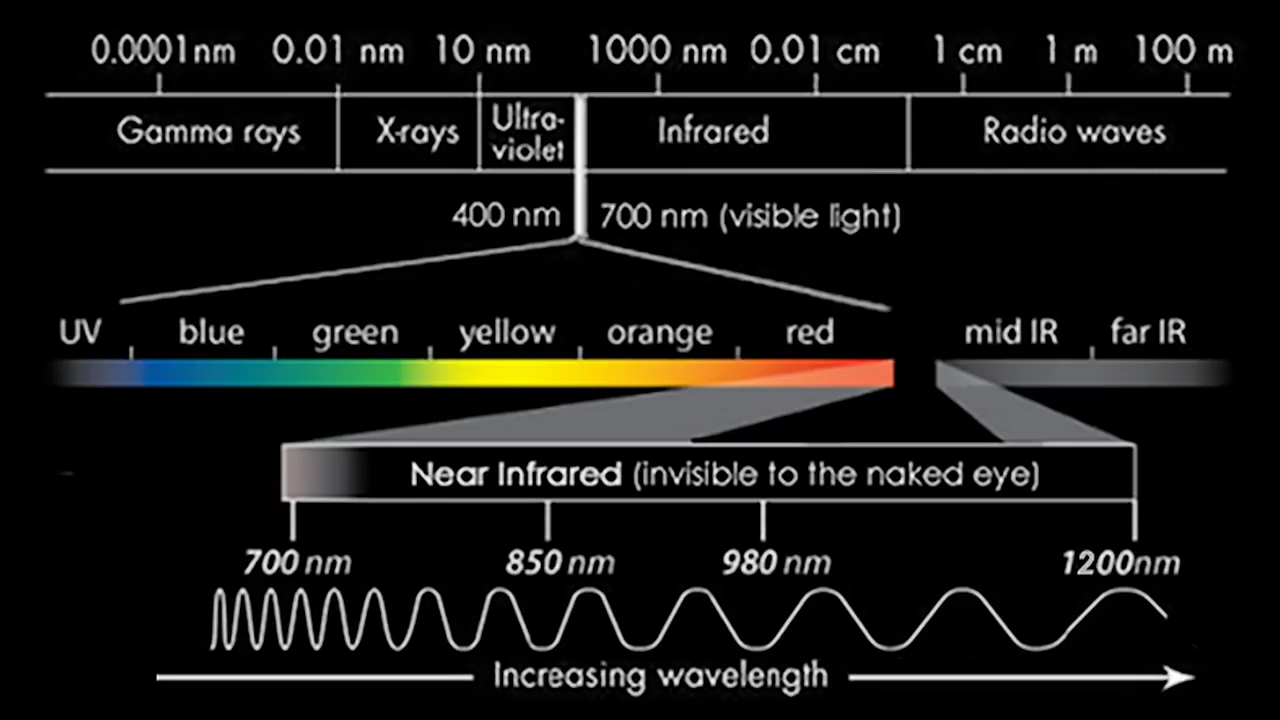 0.0001nm 0.01 nm 10 nm 1000 nm 0.01 cm 1 cm 1 m 100 m
Gamma rays X-rays Ultra-
violet Infrared Radio waves
400 nm 700 nm (visible light)
UV blue green yellow orange red mid IR far IR
Near Infrared (invisible to the naked eye)
700 nm 850 nm 980 nm 1200nm
Increasing wavelength